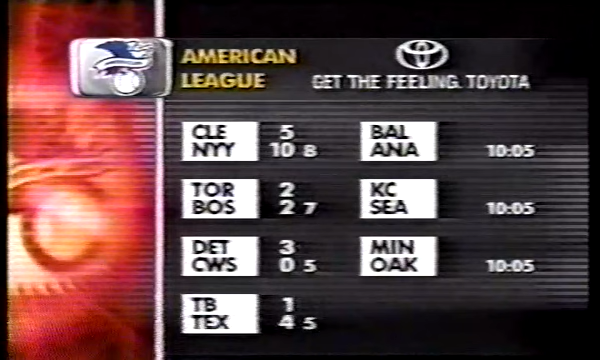 AMERICAN
LEAGUE
GET THE FEELING. TOYOTA
CLE 5
NYY 10 8
TOR 2
BOS 2 7
DET 3
CWS 0 5
TB 1
TEX 4 5
BAL
ANA 10:05
KC
SEA 10:05
MIN
OAK 10:05